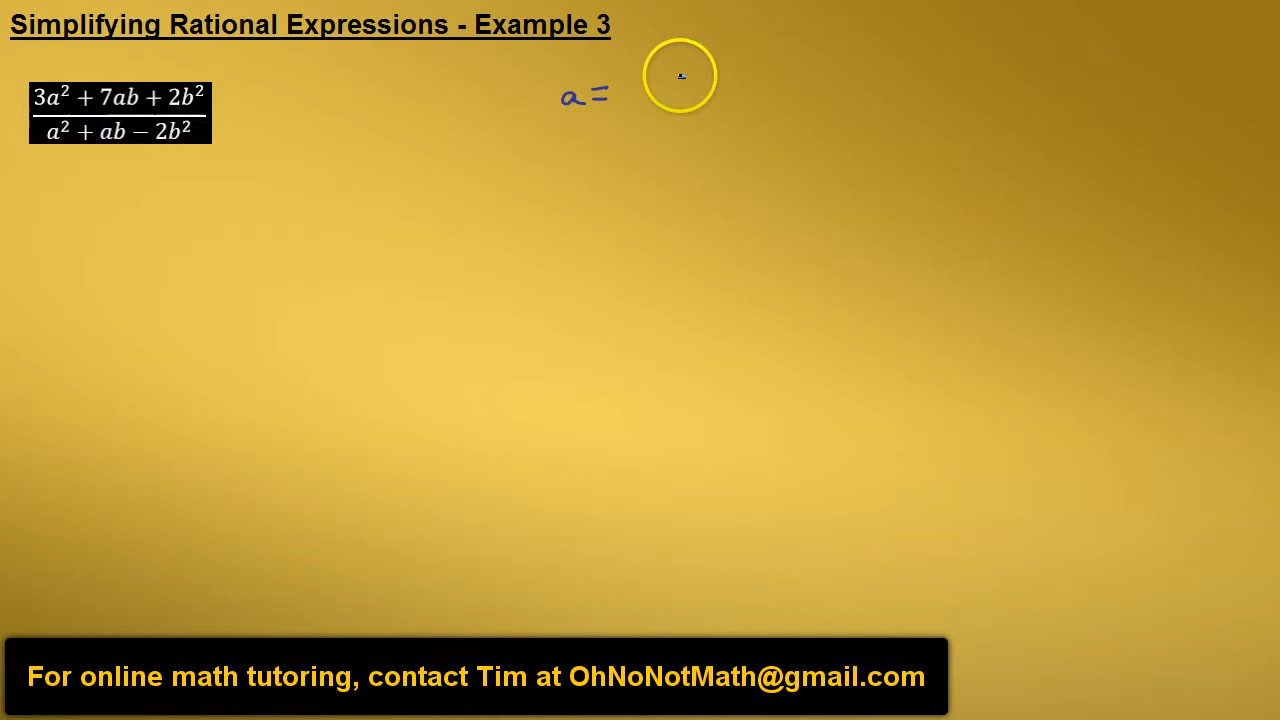 Simplifying Rational Expressions - Example 3
3a² + 7ab + 2b²
a² + ab − 2b²
a =
For online math tutoring, contact Tim at OhNoNotMath@gmail.com